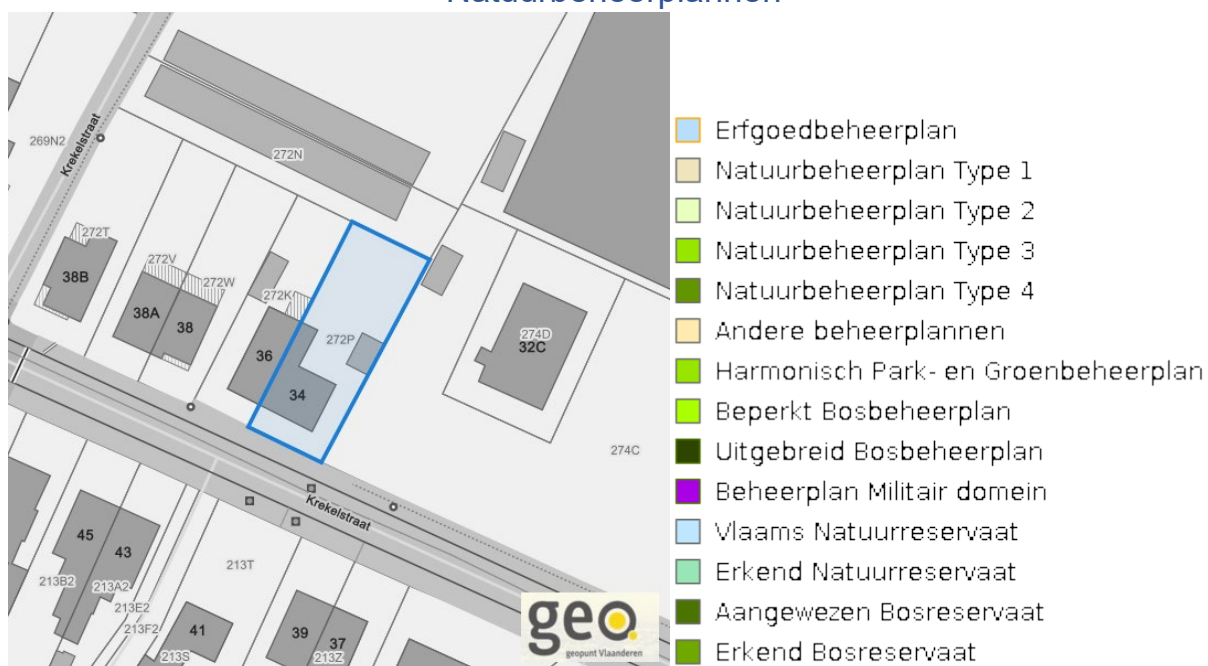 Natuurbeheerplannen
269N2
Krekelstraat
272N
272T
38B
272V
272W
38A
38
272K
36
272P
34
274D
32C
274C
Krekelstraat
45
43
213B2
213A2
213E2
213F2
213T
41
213S
39
37
213Z
geo
geopunt Vlaanderen
Erfgoedbeheerplan
Natuurbeheerplan Type 1
Natuurbeheerplan Type 2
Natuurbeheerplan Type 3
Natuurbeheerplan Type 4
Andere beheerplannen
Harmonisch Park- en Groenbeheerplan
Beperkt Bosbeheerplan
Uitgebreid Bosbeheerplan
Beheerplan Militair domein
Vlaams Natuurreservaat
Erkend Natuurreservaat
Aangewezen Bosreservaat
Erkend Bosreservaat